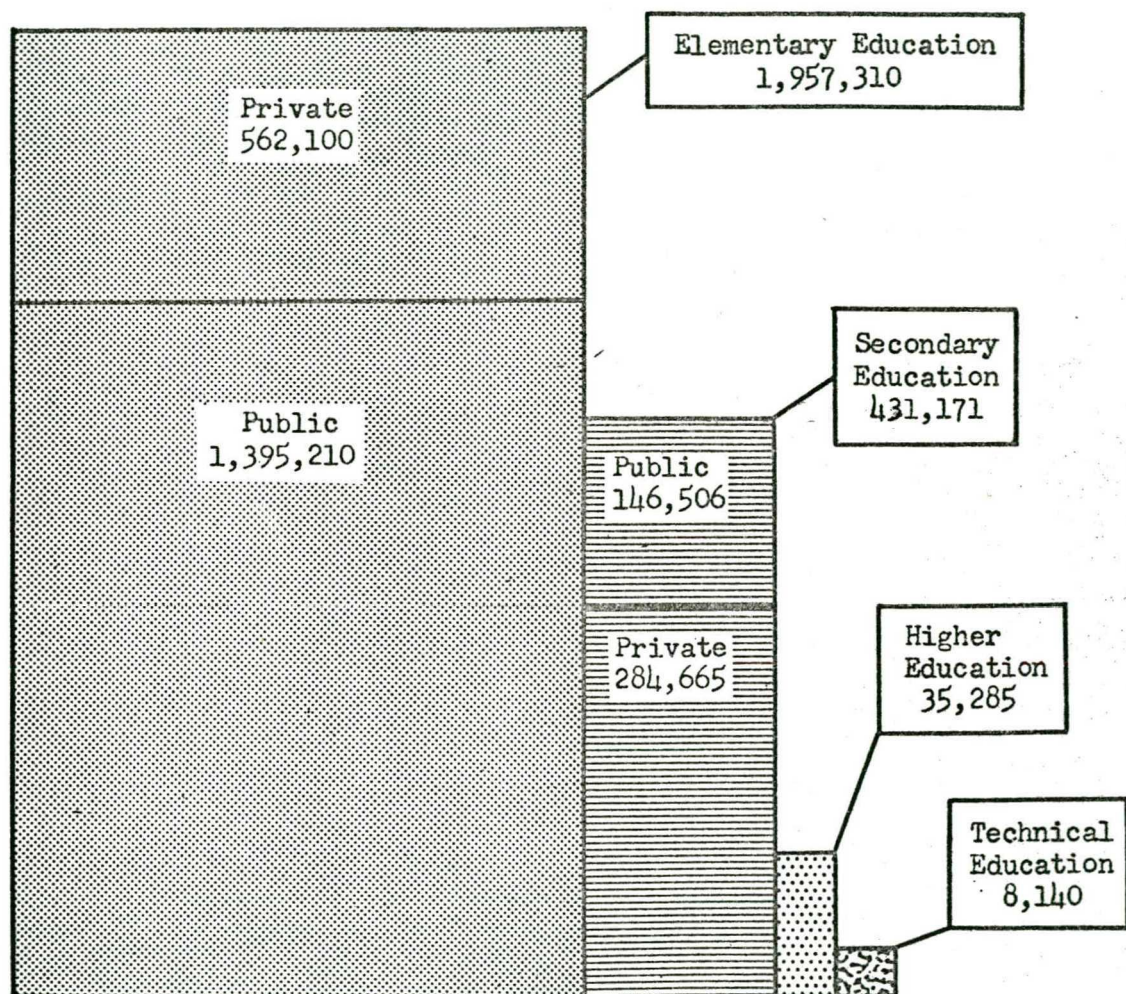 Elementary Education
1,957,310
Private
562,100
Public
1,395,210
Secondary
Education
431,171
Public
146,506
Private
284,665
Higher
Education
35,285
Technical
Education
8,140